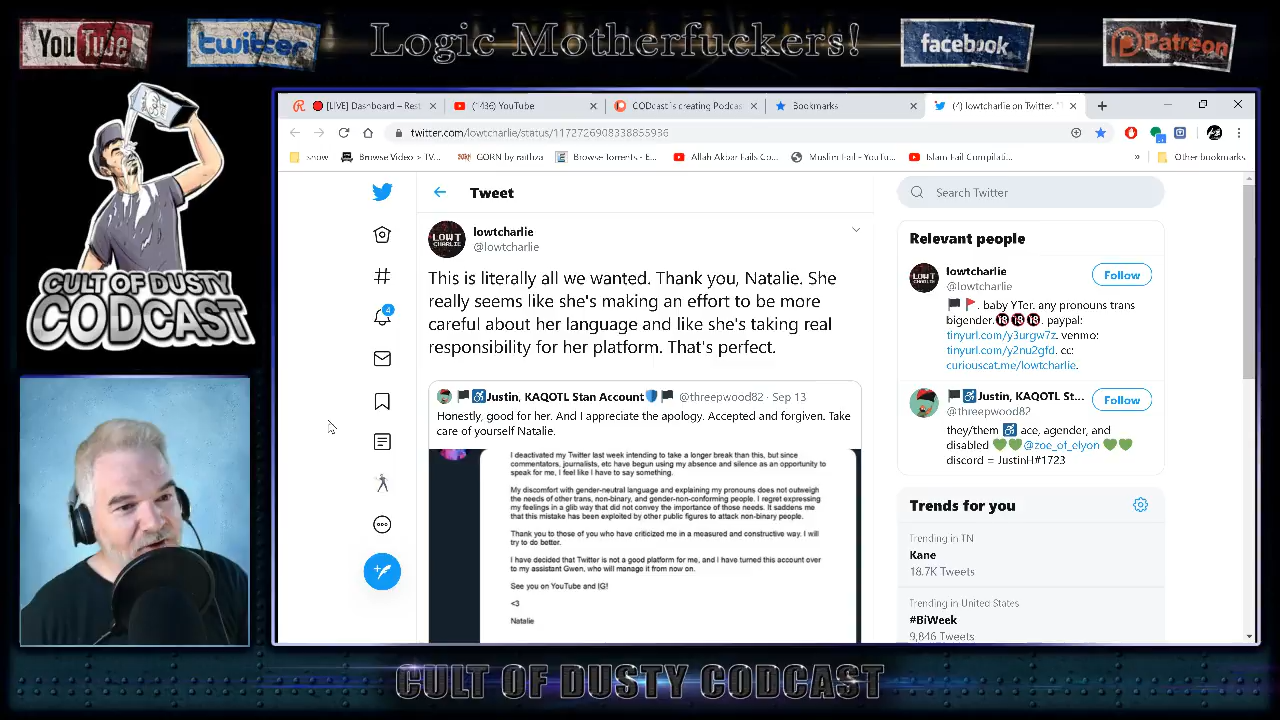 YouTube
twitter
Logic Motherfuckers!
facebook
Patreon
[LIVE] Dashboard – Rest
(1436) YouTube
CODcast is creating Podca
Bookmarks
(4) lowtcharlie on Twitter: "T
twitter.com/lowtcharlie/status/1172726908338855936
snow
Browse Video > TV...
GORN by raithza
Browse Torrents - E...
Allah Akbar Fails Co...
Muslim Fail - YouTu...
Islam Fail Compilati...
»
Other bookmarks
CULT OF DUSTY
CODCAST
Tweet
Search Twitter
lowtcharlie
@lowtcharlie
This is literally all we wanted. Thank you, Natalie. She
really seems like she's making an effort to be more
careful about her language and like she's taking real
responsibility for her platform. That's perfect.
Justin, KAQOTL Stan Account @threepwood82 · Sep 13
Honestly, good for her. And I appreciate the apology. Accepted and forgiven. Take
care of yourself Natalie.
I deactivated my Twitter last week intending to take a longer break than this, but since
commentators, journalists, etc have begun using my absence and silence as an opportunity to
speak for me, I feel like I have to say something.
My discomfort with gender-neutral language and explaining my pronouns does not outweigh
the needs of other trans, non-binary, and gender-non-conforming people. I regret expressing
my feelings in a glib way that did not convey the importance of those needs. It saddens me
that this mistake has been exploited by other public figures to attack non-binary people.
Thank you to those of you who have criticized me in a measured and constructive way. I will
try to do better.
I have decided that Twitter is not a good platform for me, and I have turned this account over
to my assistant Gwen, who will manage it from now on.
See you on YouTube and IG!
<3
Natalie
4
Relevant people
lowtcharlie
@lowtcharlie
Follow
baby YTer. any pronouns trans
bigender. paypal:
tinyurl.com/y3urgw7z. venmo:
tinyurl.com/y2nu2gfd. cc:
curiouscat.me/lowtcharlie.
Justin, KAQOTL St...
@threepwood82
Follow
they/them ace, agender, and
disabled @zoe_of_elyon
discord = JustinH#1723
Trends for you
Trending in TN
Kane
18.7K Tweets
Trending in United States
#BiWeek
9,846 Tweets
CULT OF DUSTY CODCAST